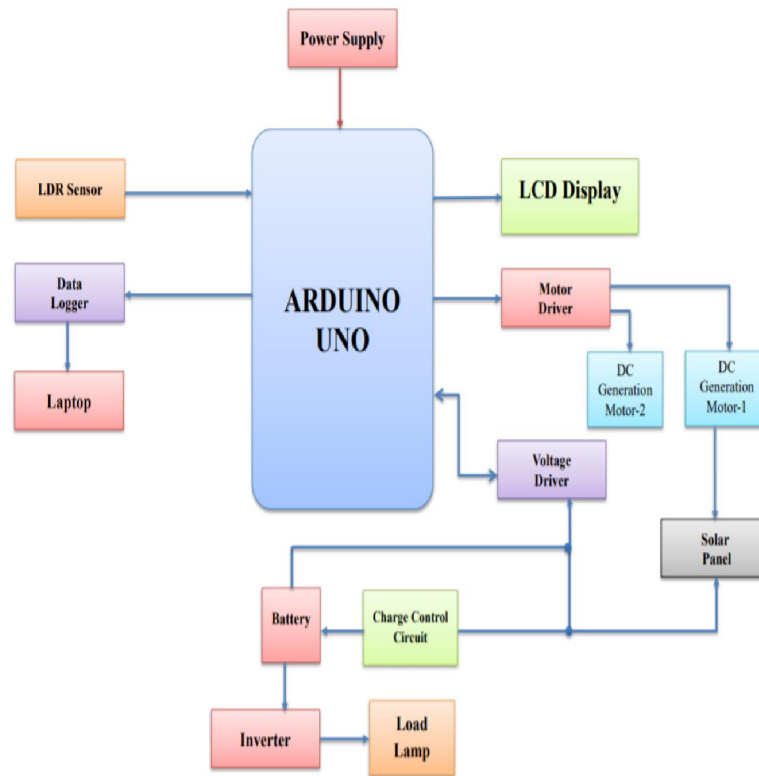 Power Supply
LDR Sensor
LCD Display
Data
Logger
ARDUINO
UNO
Motor
Driver
Laptop
DC
Generation
Motor-2
DC
Generation
Motor-1
Voltage
Driver
Solar
Panel
Battery
Charge Control
Circuit
Inverter
Load
Lamp